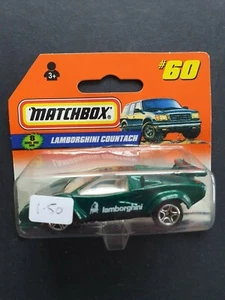 #60
3+
MATCHBOX
LAMBORGHINI COUNTACH
1-50
lamborghini